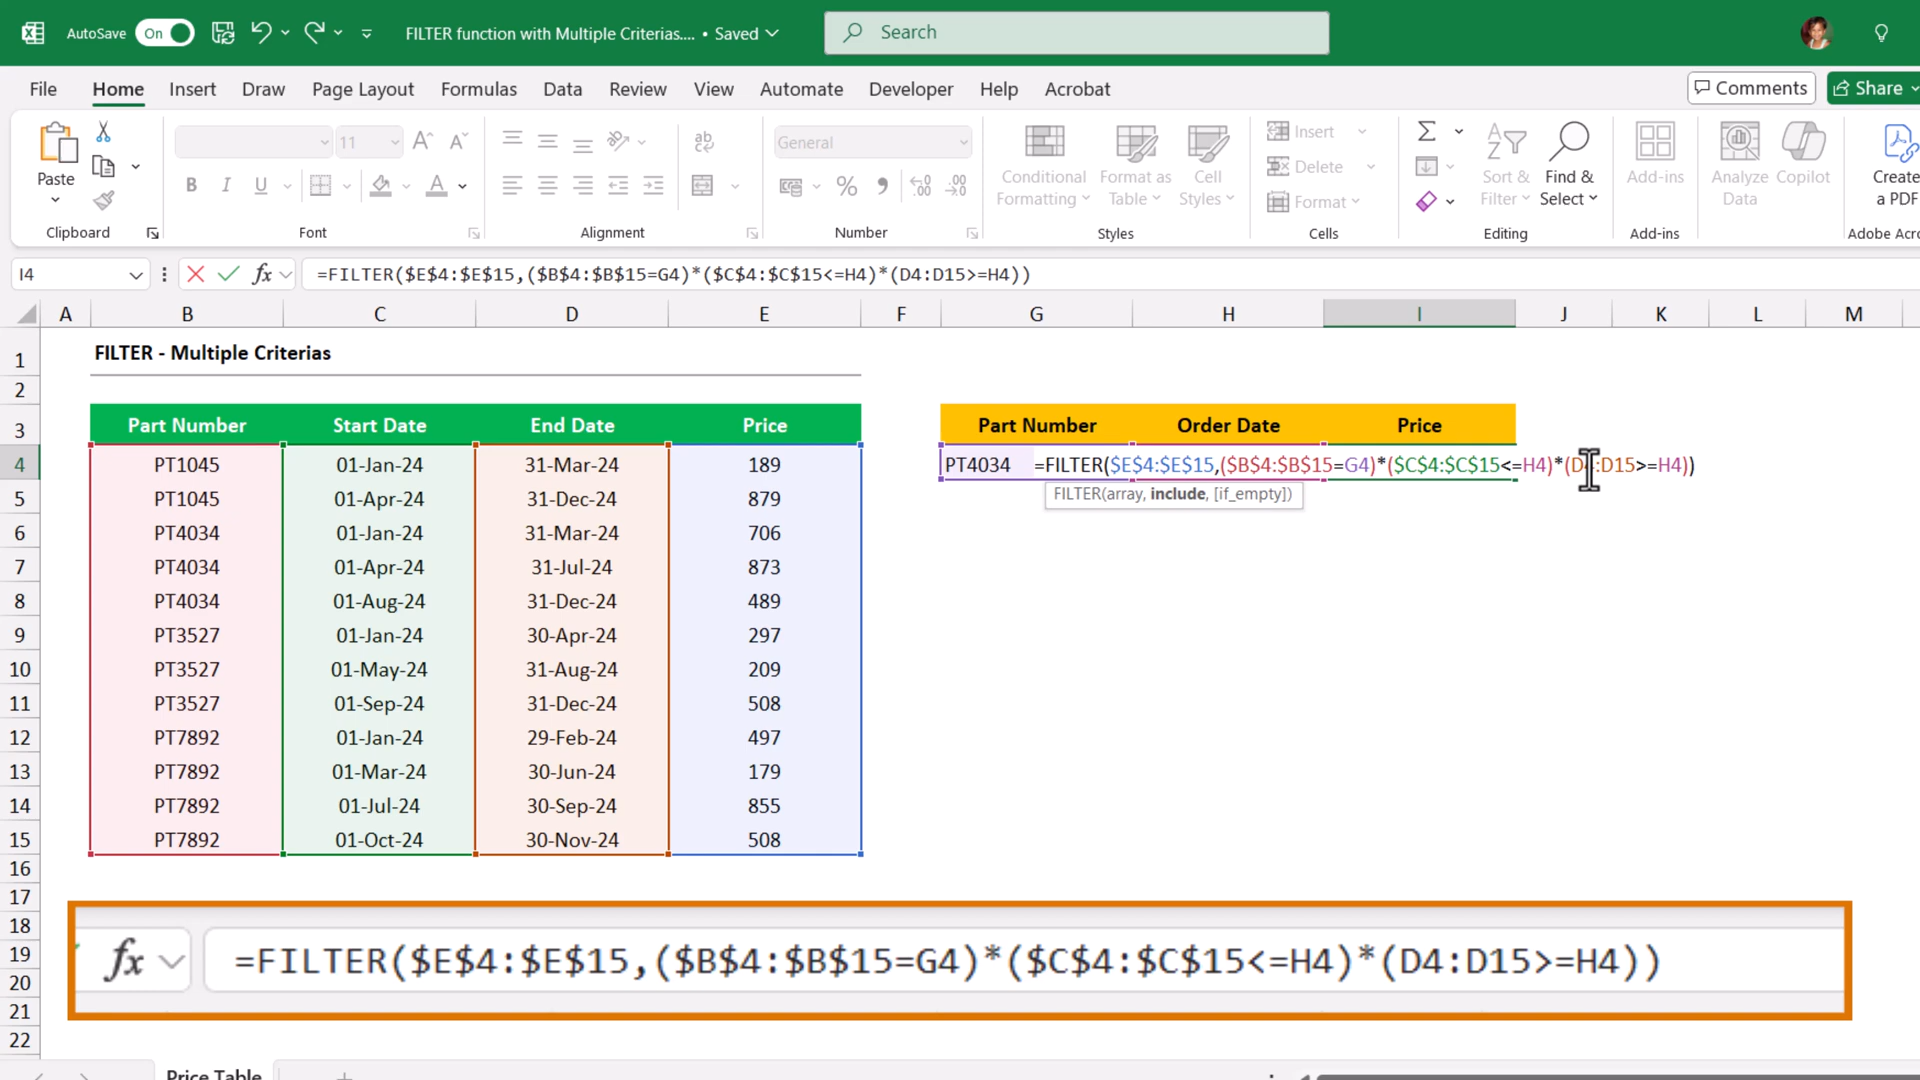 AutoSave On FILTER function with Multiple Criterias.... • Saved Search
File Home Insert Draw Page Layout Formulas Data Review View Automate Developer Help Acrobat Comments Share
Paste
Clipboard
11
B I U A
Font
ab
Alignment
General
% 9 .00
Number
Conditional Formatting
Format as Table
Cell Styles
Styles
Insert
Delete
Format
Cells
Sort & Filter
Find & Select
Editing
Add-ins
Add-ins
Analyze Data
Copilot
Create a PDF
Adobe Acr
I4 fx =FILTER($E$4:$E$15,($B$4:$B$15=G4)*($C$4:$C$15<=H4)*(D4:D15>=H4))
A B C D E F G H I J K L M
1 FILTER - Multiple Criterias
2
3 Part Number Start Date End Date Price Part Number Order Date Price
4 PT1045 01-Jan-24 31-Mar-24 189 PT4034 =FILTER($E$4:$E$15,($B$4:$B$15=G4)*($C$4:$C$15<=H4)*(D4:D15>=H4))
FILTER(array, include, [if_empty])
5 PT1045 01-Apr-24 31-Dec-24 879
6 PT4034 01-Jan-24 31-Mar-24 706
7 PT4034 01-Apr-24 31-Jul-24 873
8 PT4034 01-Aug-24 31-Dec-24 489
9 PT3527 01-Jan-24 30-Apr-24 297
10 PT3527 01-May-24 31-Aug-24 209
11 PT3527 01-Sep-24 31-Dec-24 508
12 PT7892 01-Jan-24 29-Feb-24 497
13 PT7892 01-Mar-24 30-Jun-24 179
14 PT7892 01-Jul-24 30-Sep-24 855
15 PT7892 01-Oct-24 30-Nov-24 508
16
17
18
19 fx =FILTER($E$4:$E$15,($B$4:$B$15=G4)*($C$4:$C$15<=H4)*(D4:D15>=H4))
20
21
22
Price Table